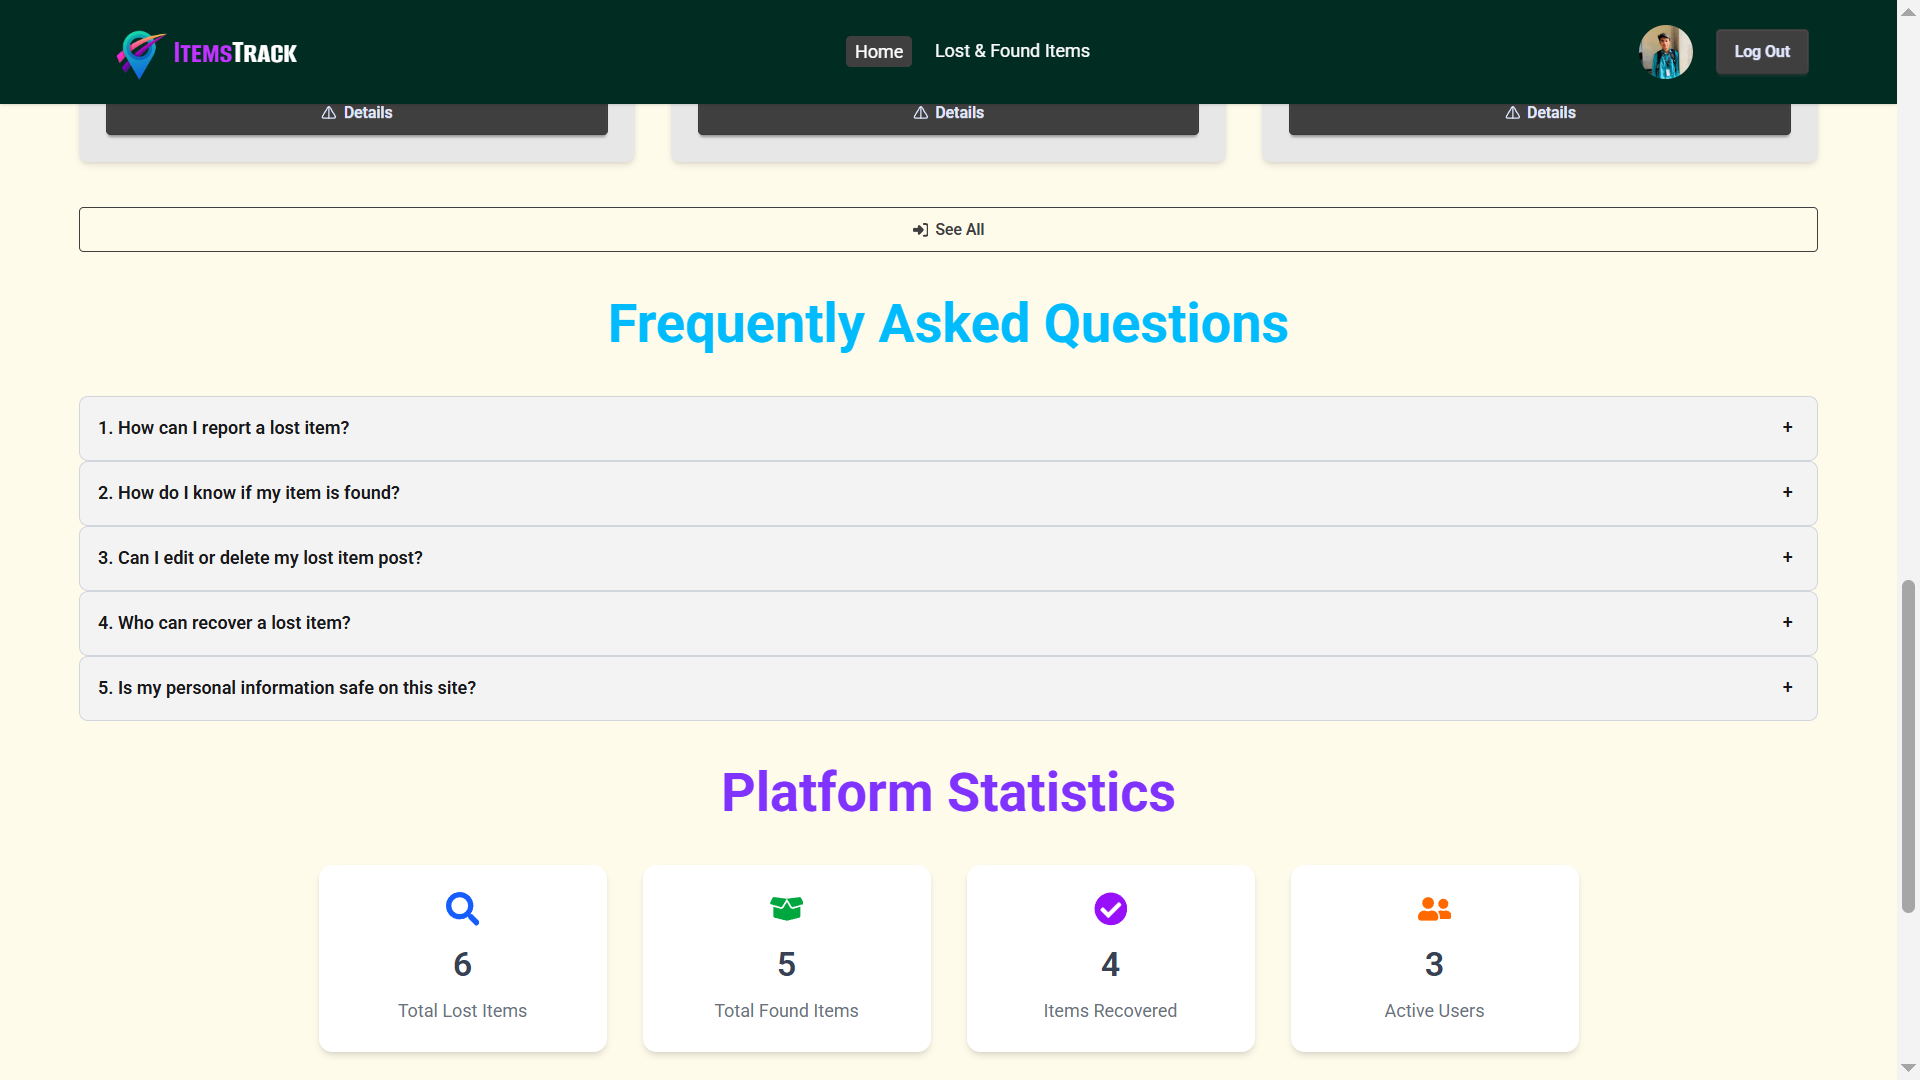 ITEMSTRACK
Home
Lost & Found Items
Log Out
Details
Details
Details
See All
Frequently Asked Questions
1. How can I report a lost item?
+
2. How do I know if my item is found?
+
3. Can I edit or delete my lost item post?
+
4. Who can recover a lost item?
+
5. Is my personal information safe on this site?
+
Platform Statistics
6
Total Lost Items
5
Total Found Items
4
Items Recovered
3
Active Users